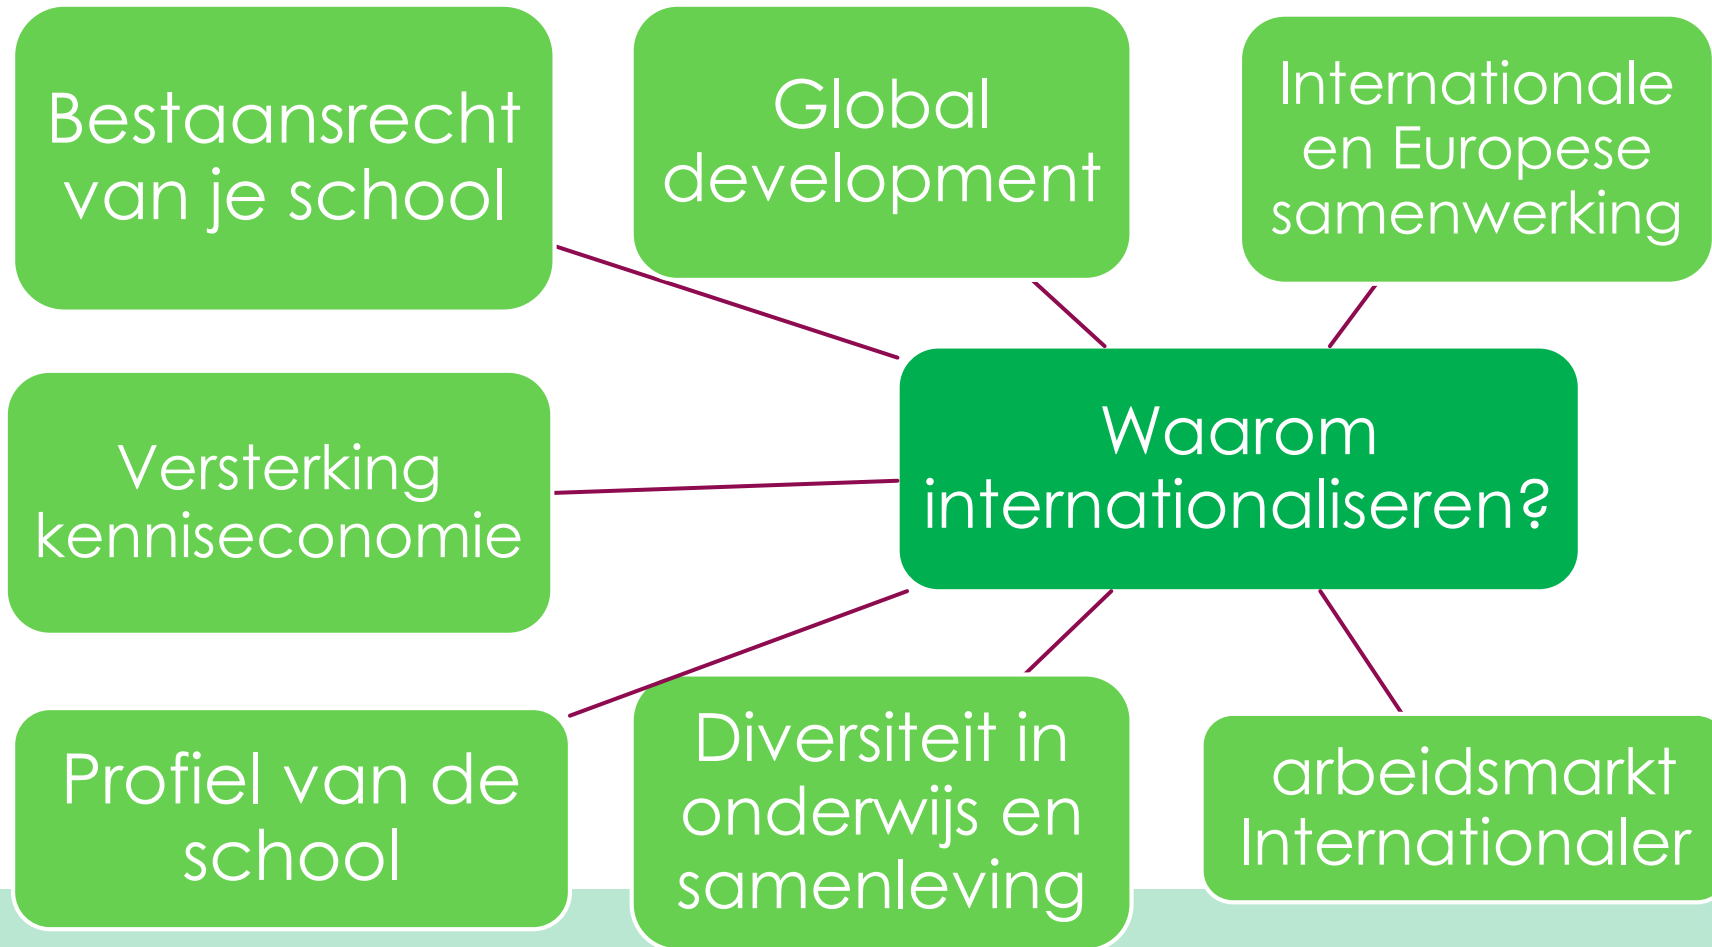 Bestaansrecht
van je school
Global
development
Internationale
en Europese
samenwerking
Waarom
internationaliseren?
Versterking
kenniseconomie
Profiel van de
school
Diversiteit in
onderwijs en
samenleving
arbeidsmarkt
Internationaler